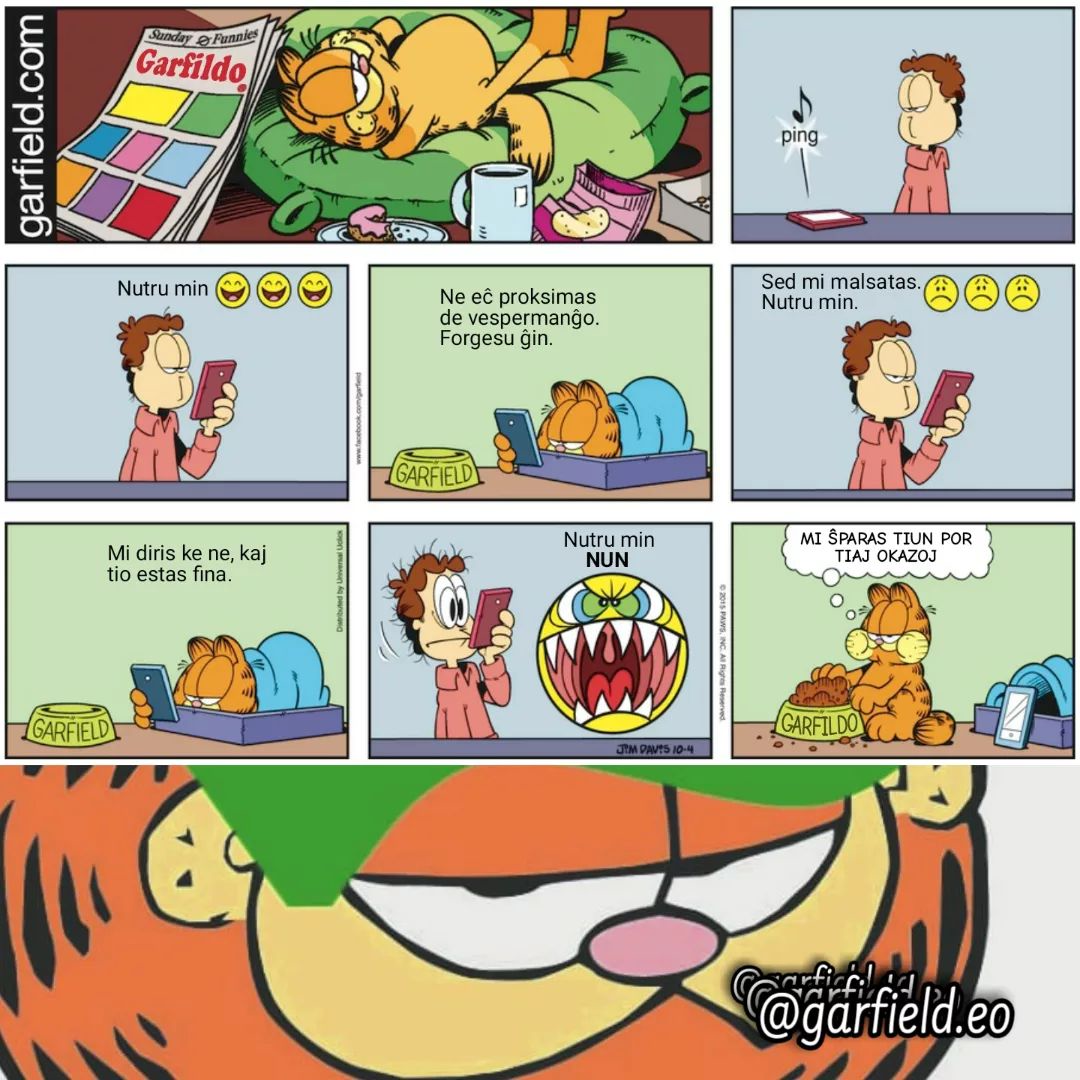 garfield.com
Sunday & Funnies
Garfildo
ping
Nutru min
www.facebook.com/garfield
Ne eĉ proksimas
de vespermanĝo.
Forgesu ĝin.
GARFIELD
Sed mi malsatas.
Nutru min.
Mi diris ke ne, kaj
tio estas fina.
GARFIELD
Distributed by Universal Uclick
Nutru min
NUN
JIM DAVIS 10-4
© 2015 PAWS, INC. All Rights Reserved.
MI ŜPARAS TIUN POR
TIAJ OKAZOJ
GARFILDO
@garfield.eo